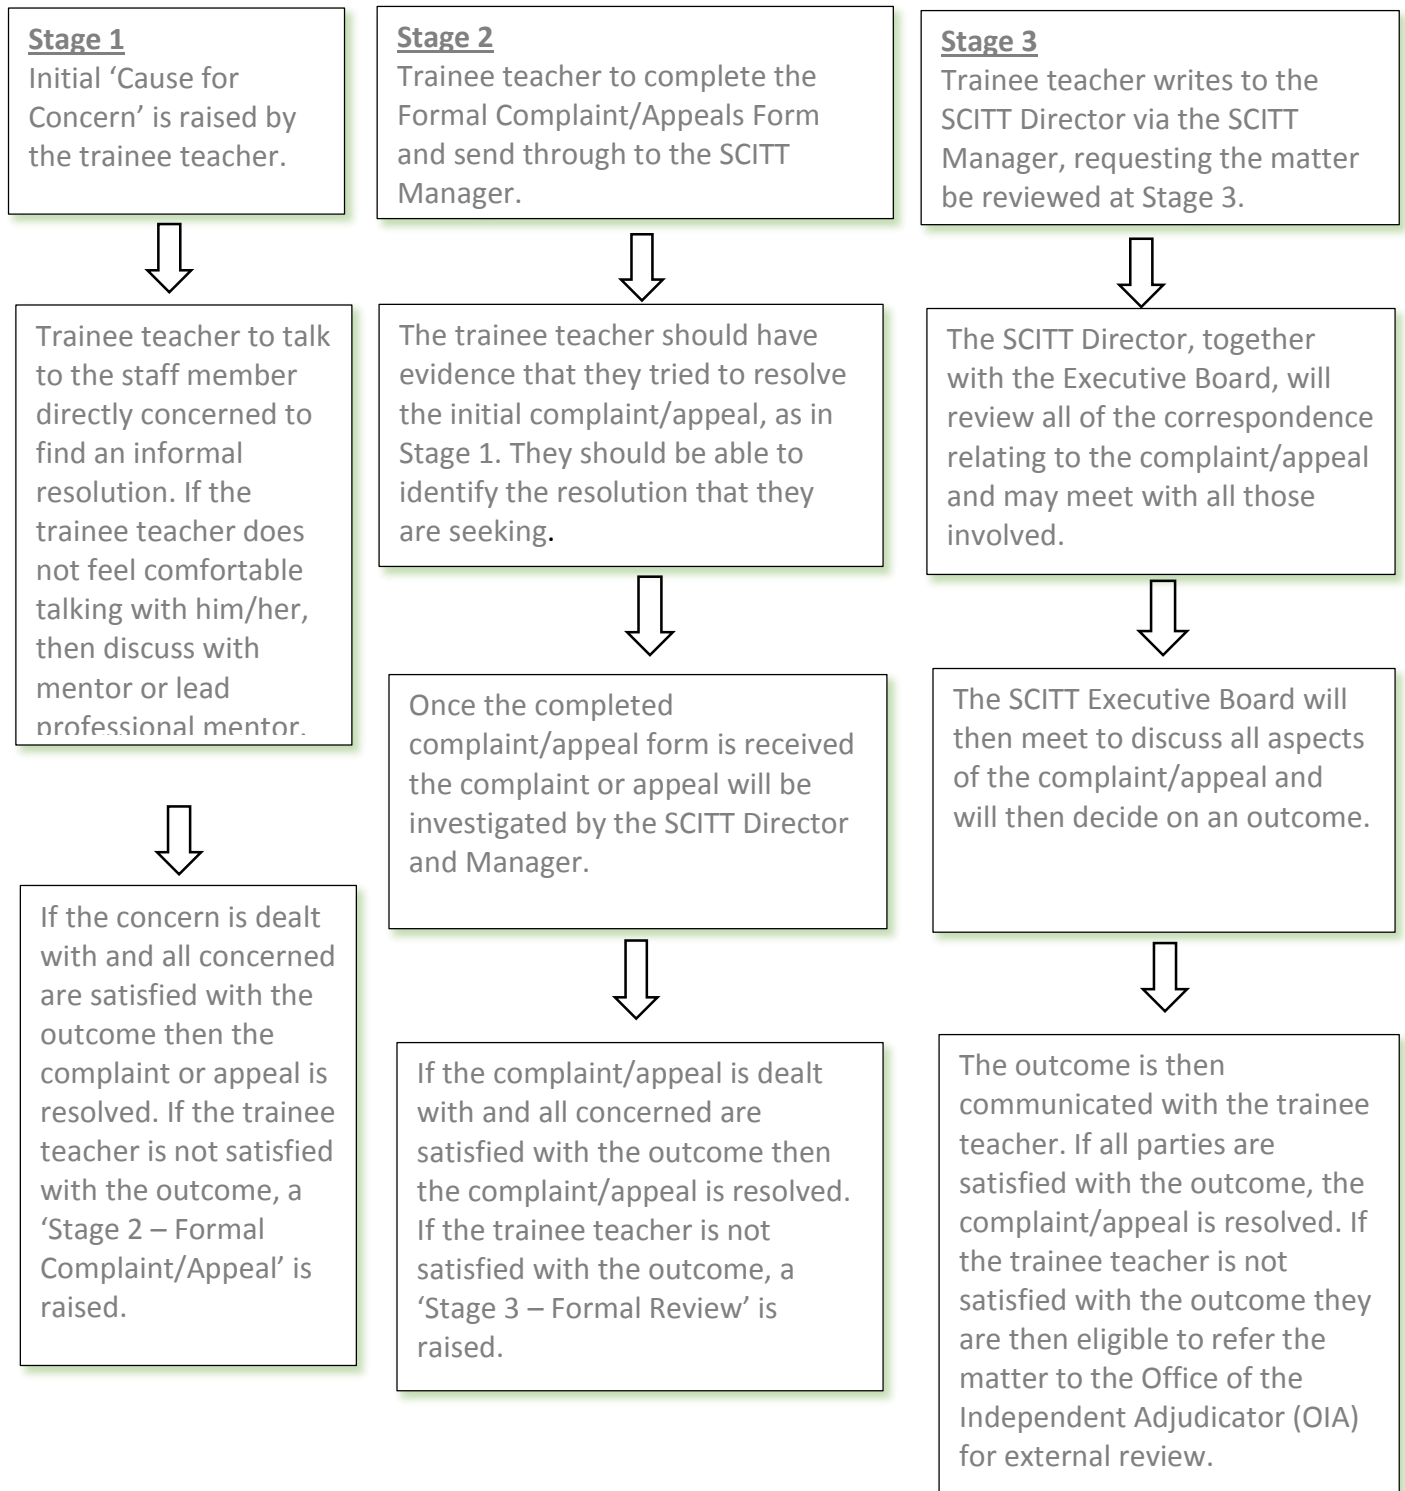 Stage 1
Initial ‘Cause for
Concern’ is raised by
the trainee teacher.
Trainee teacher to talk
to the staff member
directly concerned to
find an informal
resolution. If the
trainee teacher does
not feel comfortable
talking with him/her,
then discuss with
mentor or lead
professional mentor.
If the concern is dealt
with and all concerned
are satisfied with the
outcome then the
complaint or appeal is
resolved. If the trainee
teacher is not satisfied
with the outcome, a
‘Stage 2 – Formal
Complaint/Appeal’ is
raised.
Stage 2
Trainee teacher to complete the
Formal Complaint/Appeals Form
and send through to the SCITT
Manager.
The trainee teacher should have
evidence that they tried to resolve
the initial complaint/appeal, as in
Stage 1. They should be able to
identify the resolution that they
are seeking.
Once the completed
complaint/appeal form is received
the complaint or appeal will be
investigated by the SCITT Director
and Manager.
If the complaint/appeal is dealt
with and all concerned are
satisfied with the outcome then
the complaint/appeal is resolved.
If the trainee teacher is not
satisfied with the outcome, a
‘Stage 3 – Formal Review’ is
raised.
Stage 3
Trainee teacher writes to the
SCITT Director via the SCITT
Manager, requesting the matter
be reviewed at Stage 3.
The SCITT Director, together
with the Executive Board, will
review all of the correspondence
relating to the complaint/appeal
and may meet with all those
involved.
The SCITT Executive Board will
then meet to discuss all aspects
of the complaint/appeal and
will then decide on an outcome.
The outcome is then
communicated with the trainee
teacher. If all parties are
satisfied with the outcome, the
complaint/appeal is resolved. If
the trainee teacher is not
satisfied with the outcome they
are then eligible to refer the
matter to the Office of the
Independent Adjudicator (OIA)
for external review.